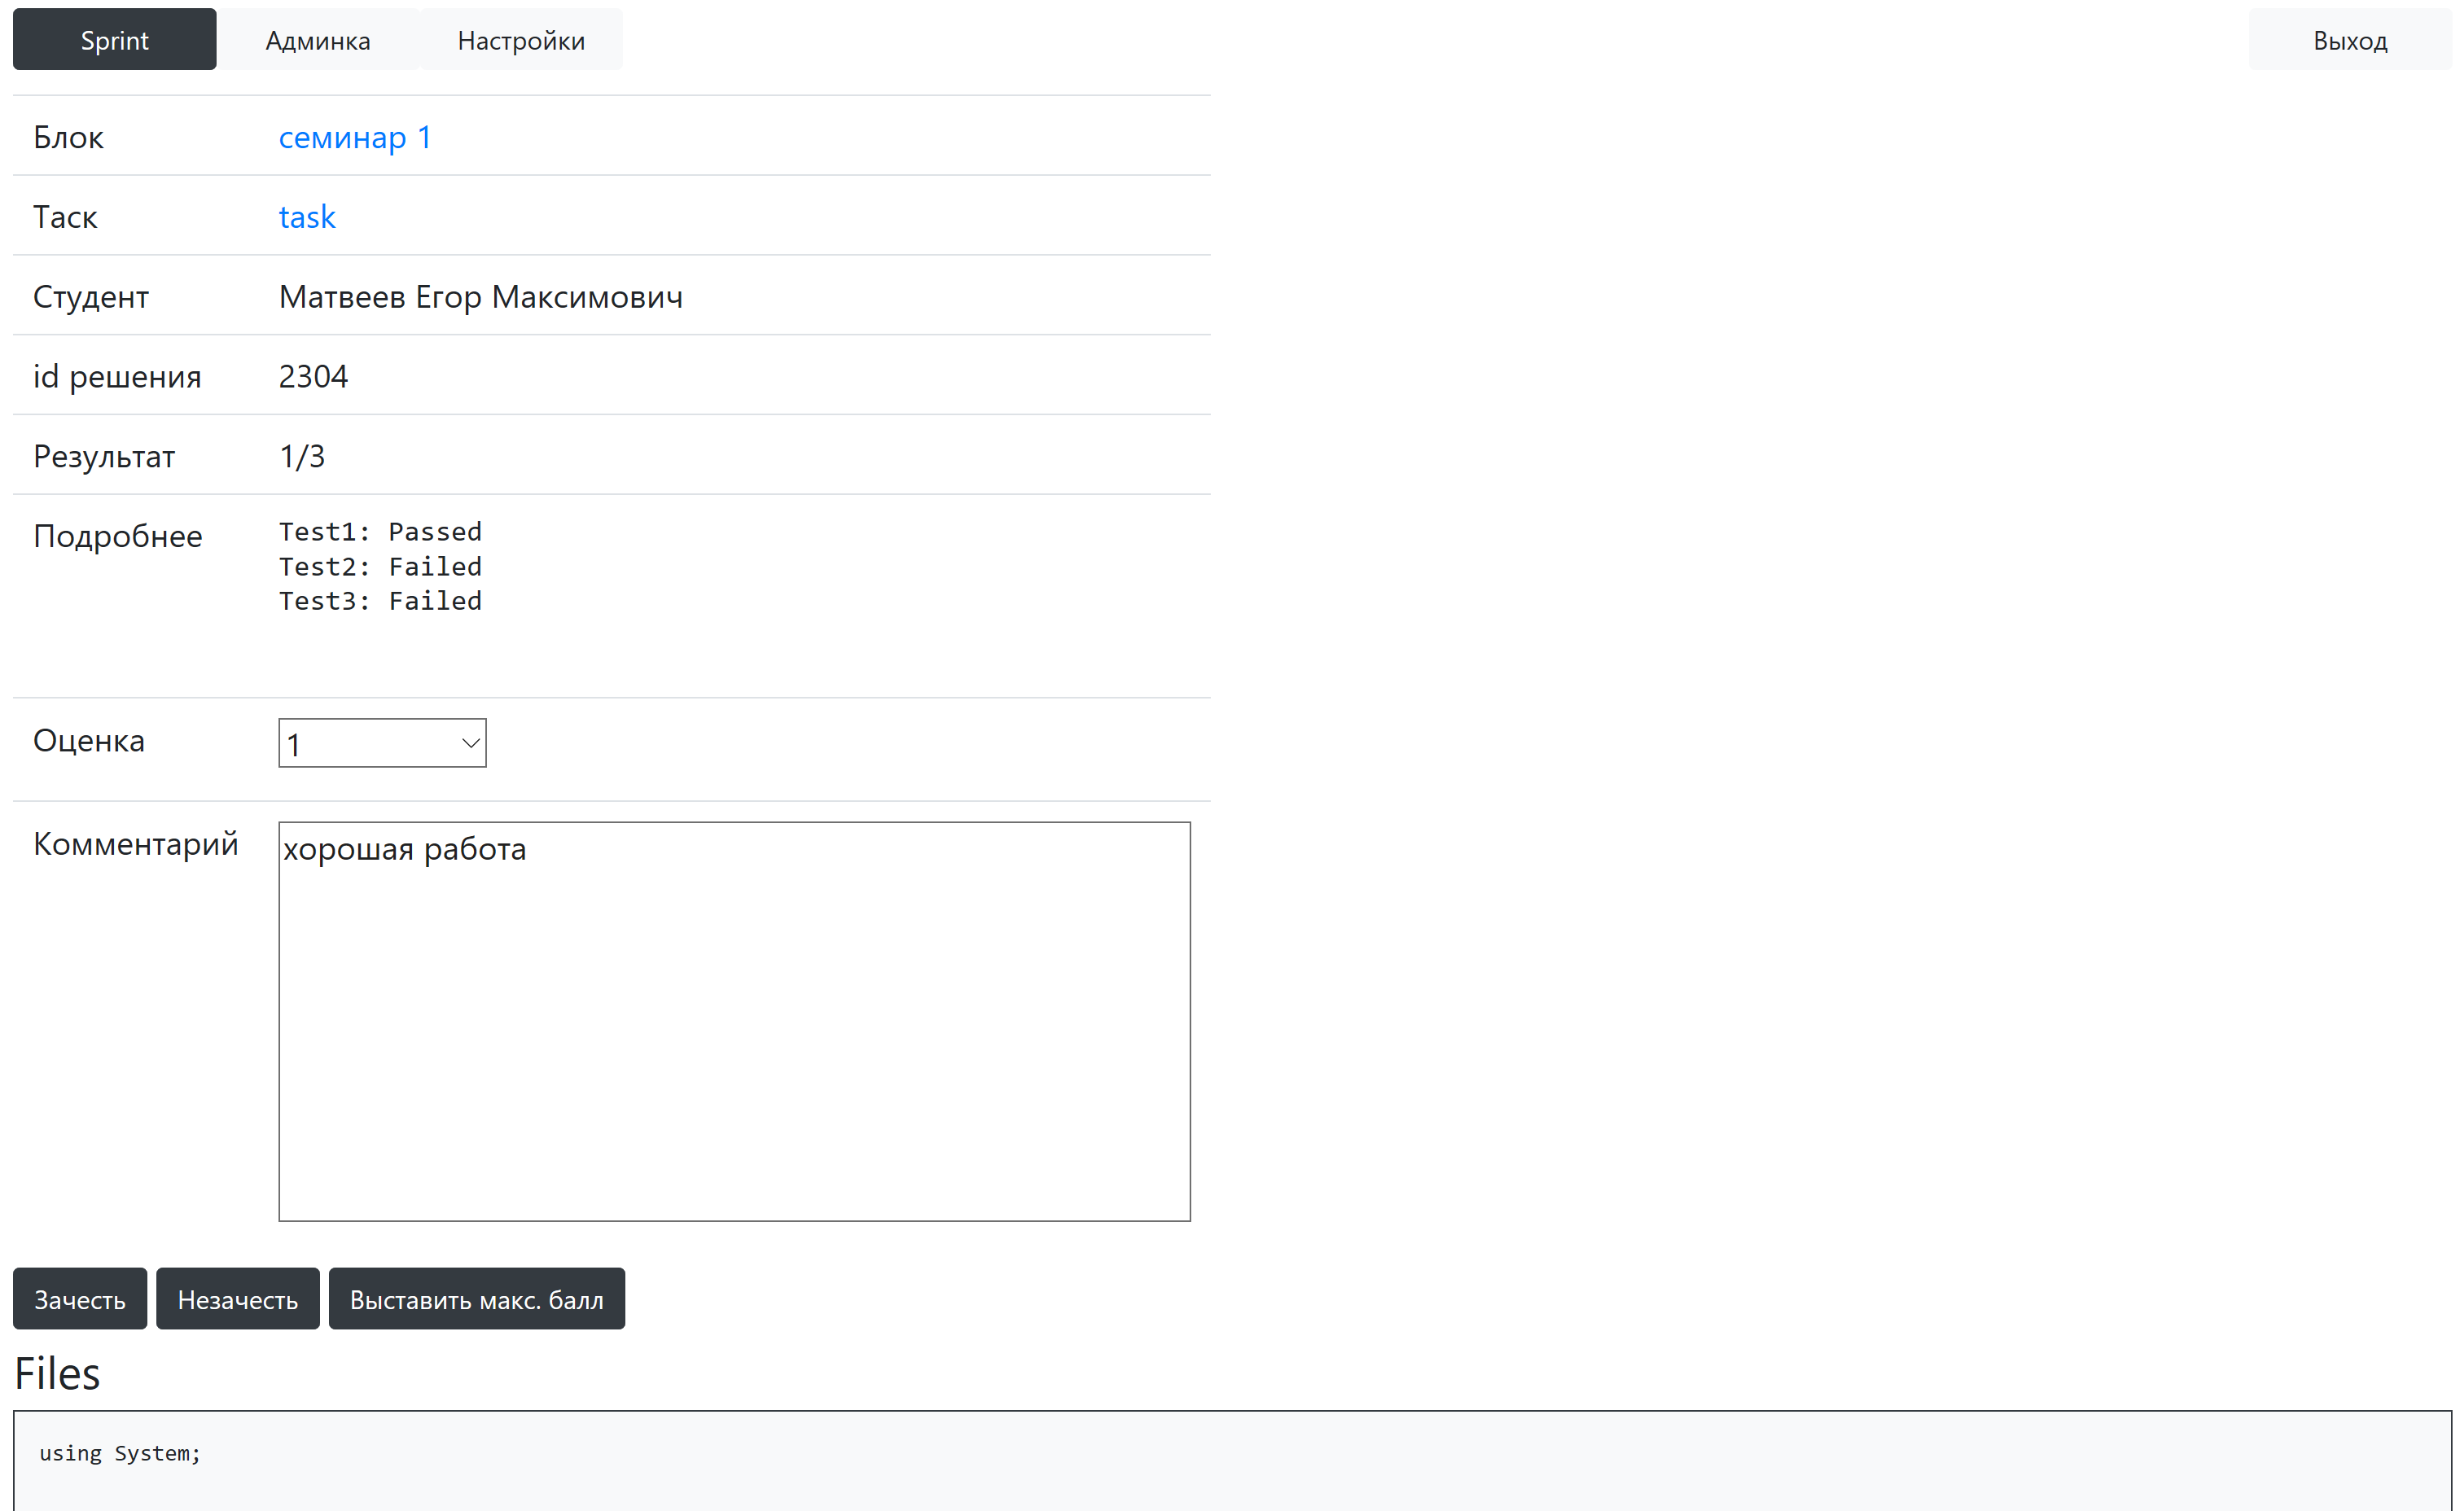 Sprint Админка Настройки Выход
Блок семинар 1
Таск task
Студент Матвеев Егор Максимович
id решения 2304
Результат 1/3
Подробнее Test1: Passed
Test2: Failed
Test3: Failed
Оценка 1
Комментарий хорошая работа
Зачесть Незачесть Выставить макс. балл
Files
using System;